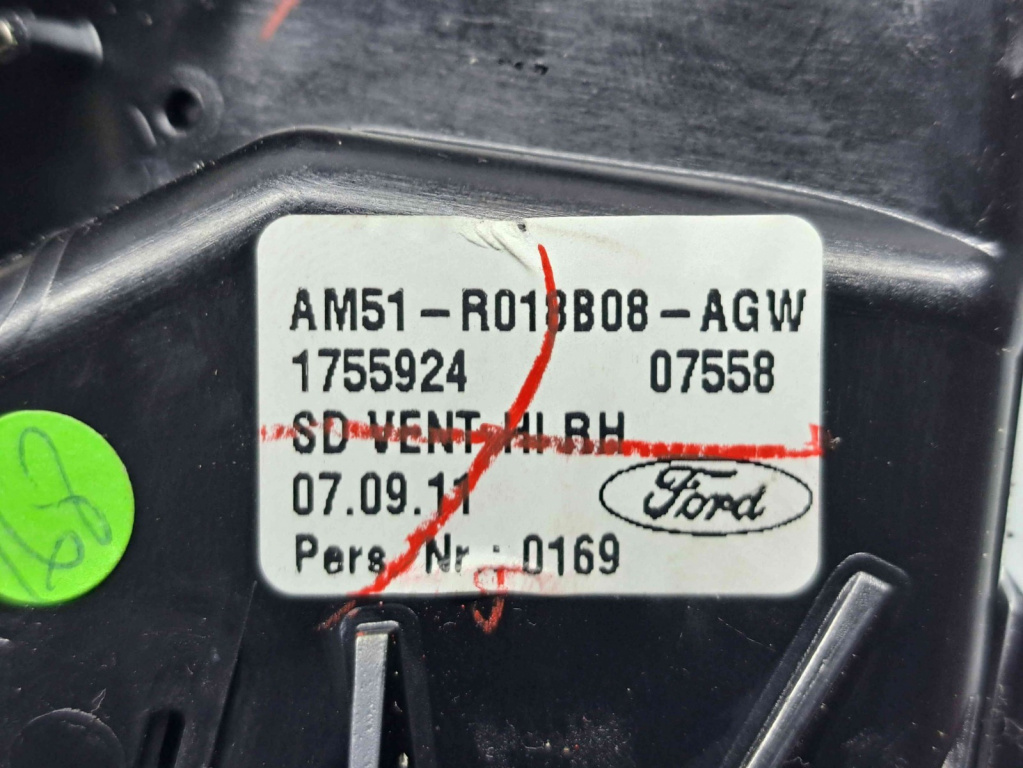 AM51-R018B08-AGW
1755924 07558
SD VENT HI RH
07.09.11
Ford
Pers. Nr.: 0169